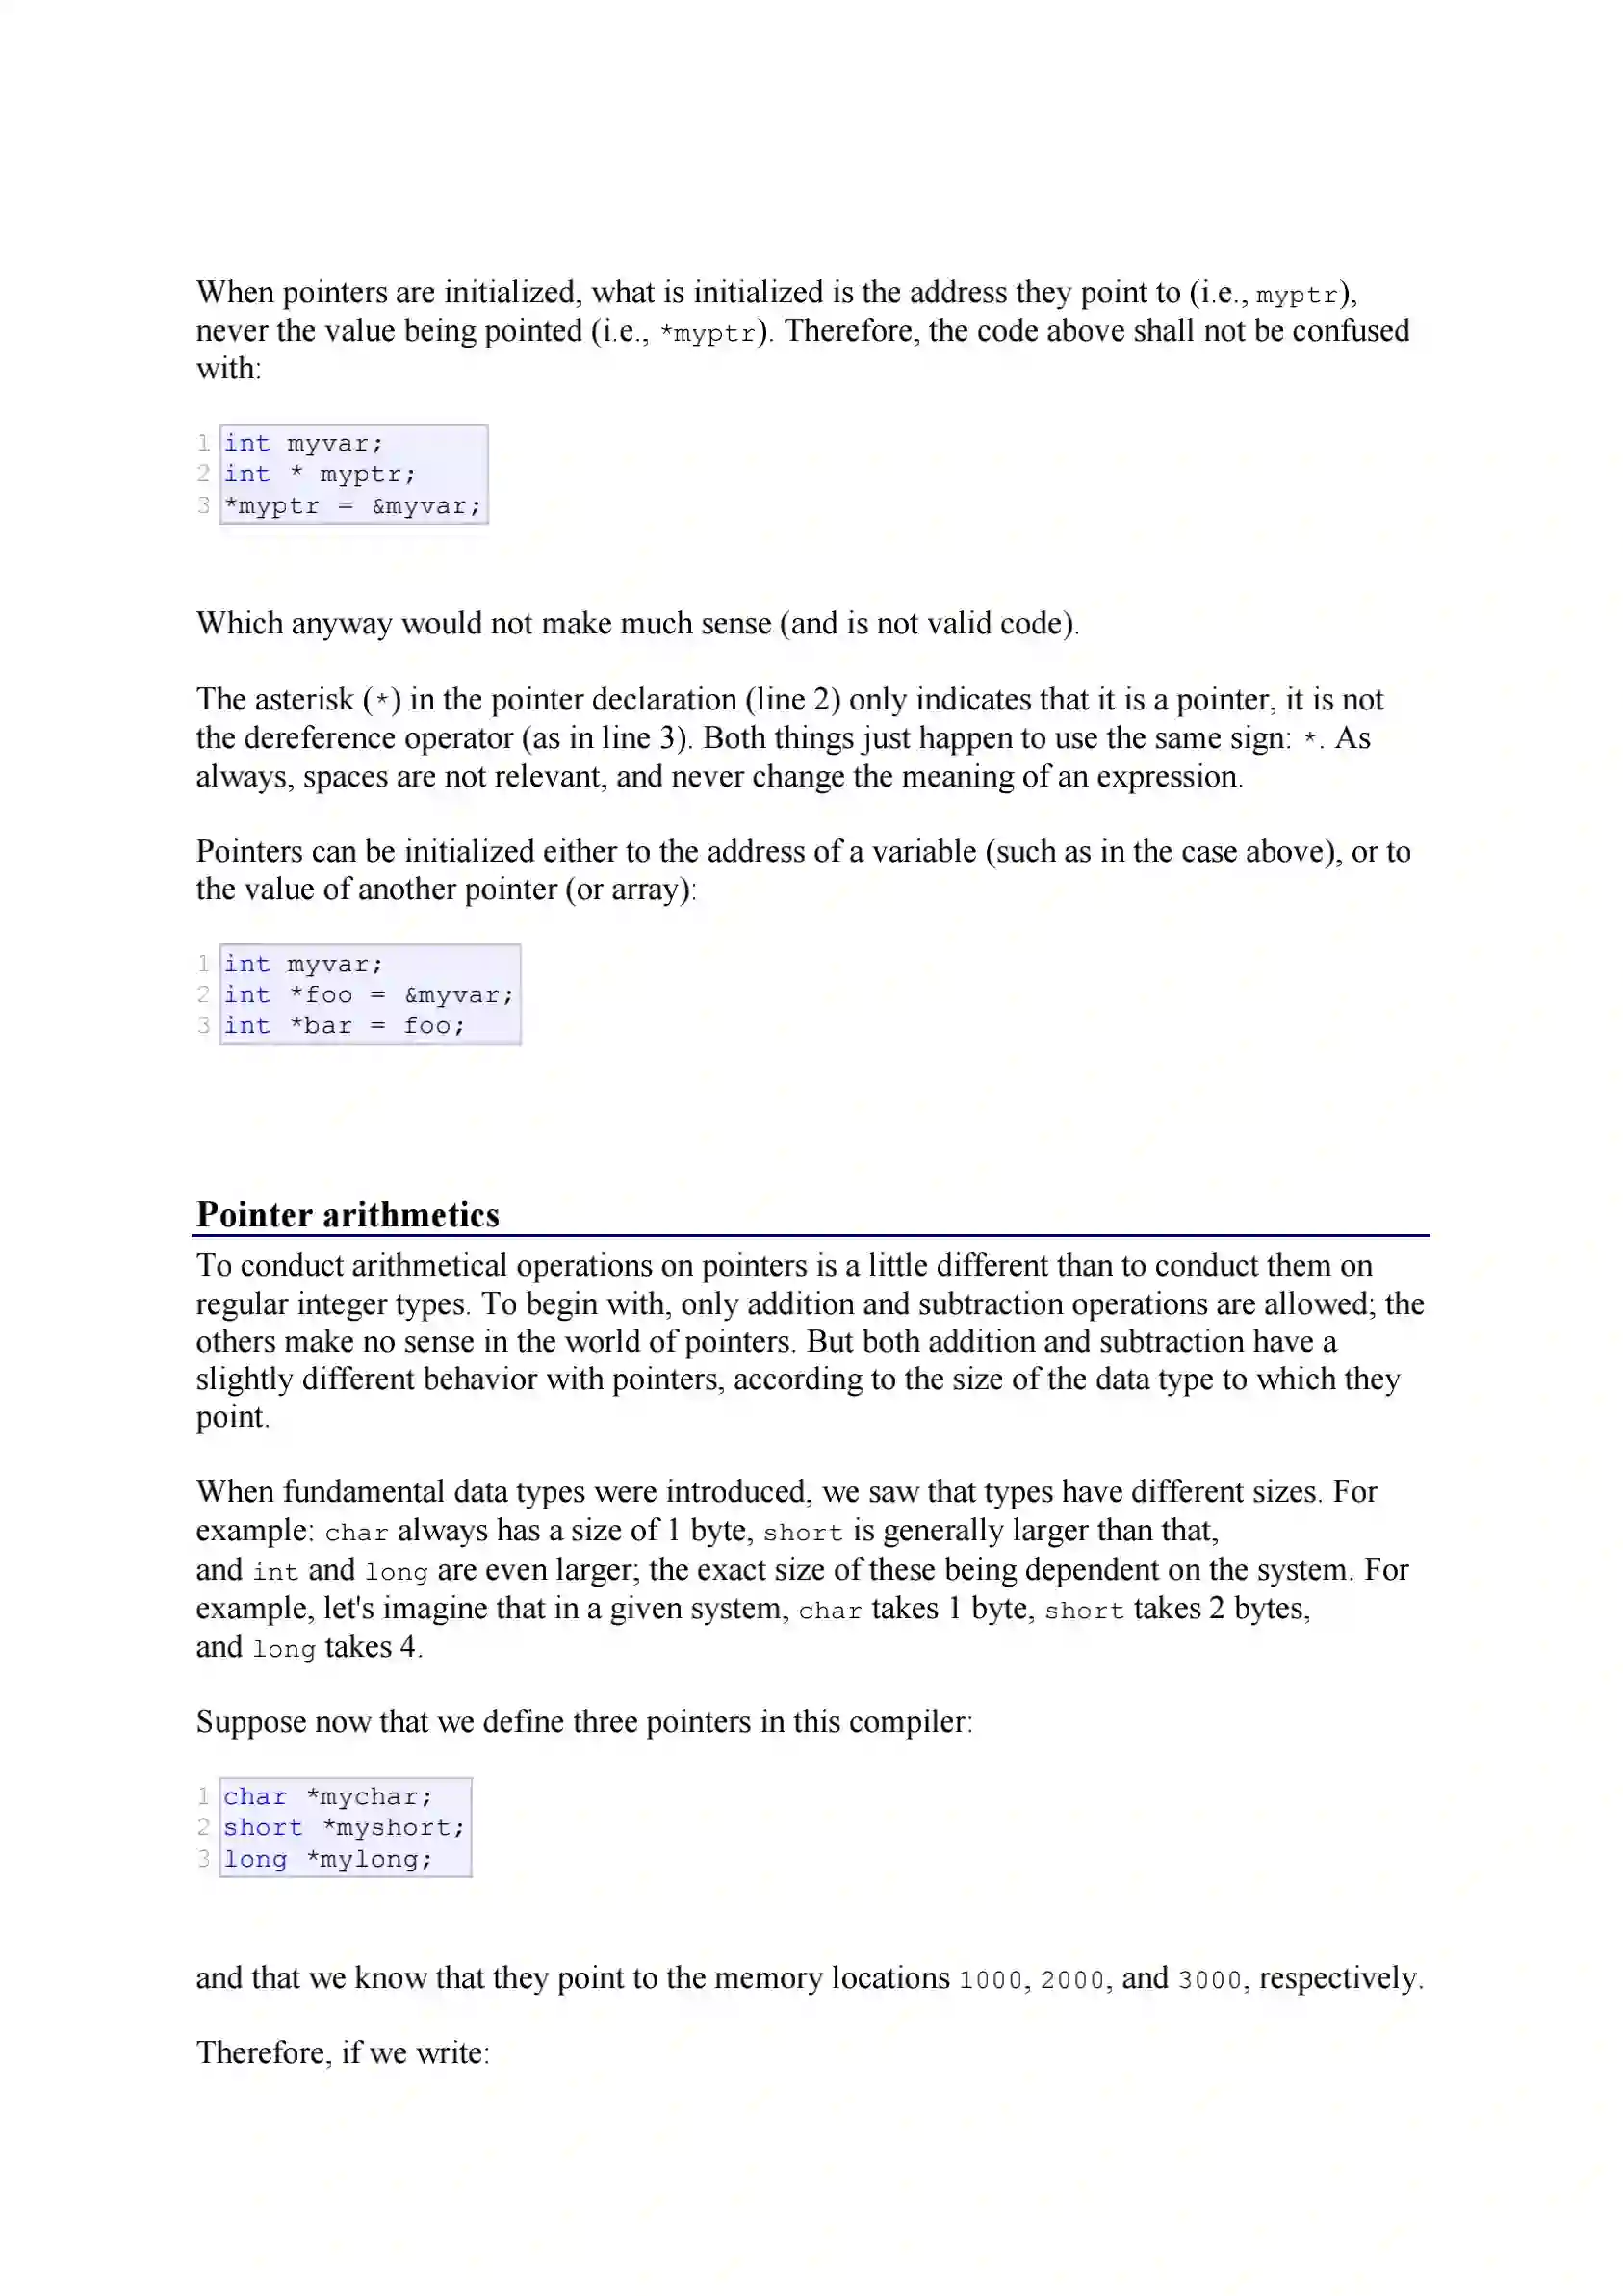 When pointers are initialized, what is initialized is the address they point to (i.e., myptr),
never the value being pointed (i.e., *myptr). Therefore, the code above shall not be confused
with:
1 int myvar;
2 int * myptr;
3 *myptr = &myvar;
Which anyway would not make much sense (and is not valid code).
The asterisk (*) in the pointer declaration (line 2) only indicates that it is a pointer, it is not
the dereference operator (as in line 3). Both things just happen to use the same sign: *. As
always, spaces are not relevant, and never change the meaning of an expression.
Pointers can be initialized either to the address of a variable (such as in the case above), or to
the value of another pointer (or array):
1 int myvar;
2 int *foo = &myvar;
3 int *bar = foo;
Pointer arithmetics
To conduct arithmetical operations on pointers is a little different than to conduct them on
regular integer types. To begin with, only addition and subtraction operations are allowed; the
others make no sense in the world of pointers. But both addition and subtraction have a
slightly different behavior with pointers, according to the size of the data type to which they
point.
When fundamental data types were introduced, we saw that types have different sizes. For
example: char always has a size of 1 byte, short is generally larger than that,
and int and long are even larger; the exact size of these being dependent on the system. For
example, let's imagine that in a given system, char takes 1 byte, short takes 2 bytes,
and long takes 4.
Suppose now that we define three pointers in this compiler:
1 char *mychar;
2 short *myshort;
3 long *mylong;
and that we know that they point to the memory locations 1000, 2000, and 3000, respectively.
Therefore, if we write: